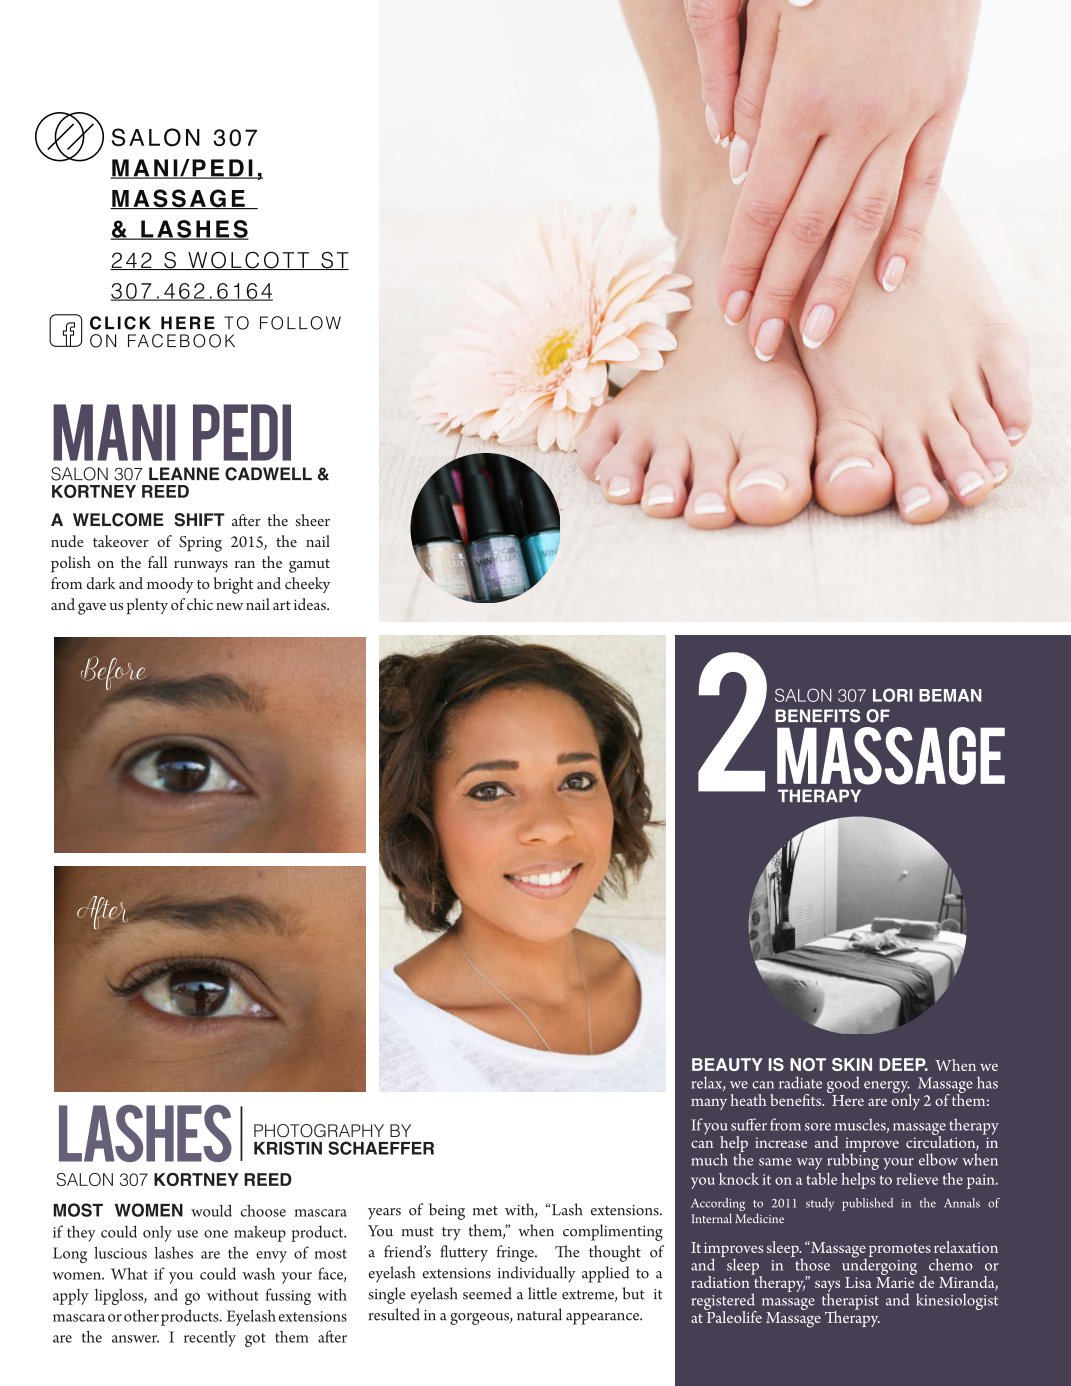 SALON 307
MANI/PEDI,
MASSAGE
& LASHES
242 S WOLCOTT ST
307.462.6164
CLICK HERE TO FOLLOW
ON FACEBOOK
MANI PEDI
SALON 307 LEANNE CADWELL &
KORTNEY REED
A WELCOME SHIFT after the sheer
nude takeover of Spring 2015, the nail
polish on the fall runways ran the gamut
from dark and moody to bright and cheeky
and gave us plenty of chic new nail art ideas.
Before
After
LASHES
PHOTOGRAPHY BY
KRISTIN SCHAEFFER
SALON 307 KORTNEY REED
MOST WOMEN would choose mascara
if they could only use one makeup product.
Long luscious lashes are the envy of most
women. What if you could wash your face,
apply lipgloss, and go without fussing with
mascara or other products. Eyelash extensions
are the answer. I recently got them after
years of being met with, “Lash extensions.
You must try them,” when complimenting
a friend’s fluttery fringe. The thought of
eyelash extensions individually applied to a
single eyelash seemed a little extreme, but it
resulted in a gorgeous, natural appearance.
2
SALON 307 LORI BEMAN
BENEFITS OF
MASSAGE
THERAPY
BEAUTY IS NOT SKIN DEEP. When we
relax, we can radiate good energy. Massage has
many heath benefits. Here are only 2 of them:
If you suffer from sore muscles, massage therapy
can help increase and improve circulation, in
much the same way rubbing your elbow when
you knock it on a table helps to relieve the pain.
According to 2011 study published in the Annals of
Internal Medicine
It improves sleep. “Massage promotes relaxation
and sleep in those undergoing chemo or
radiation therapy,” says Lisa Marie de Miranda,
registered massage therapist and kinesiologist
at Paleolife Massage Therapy.